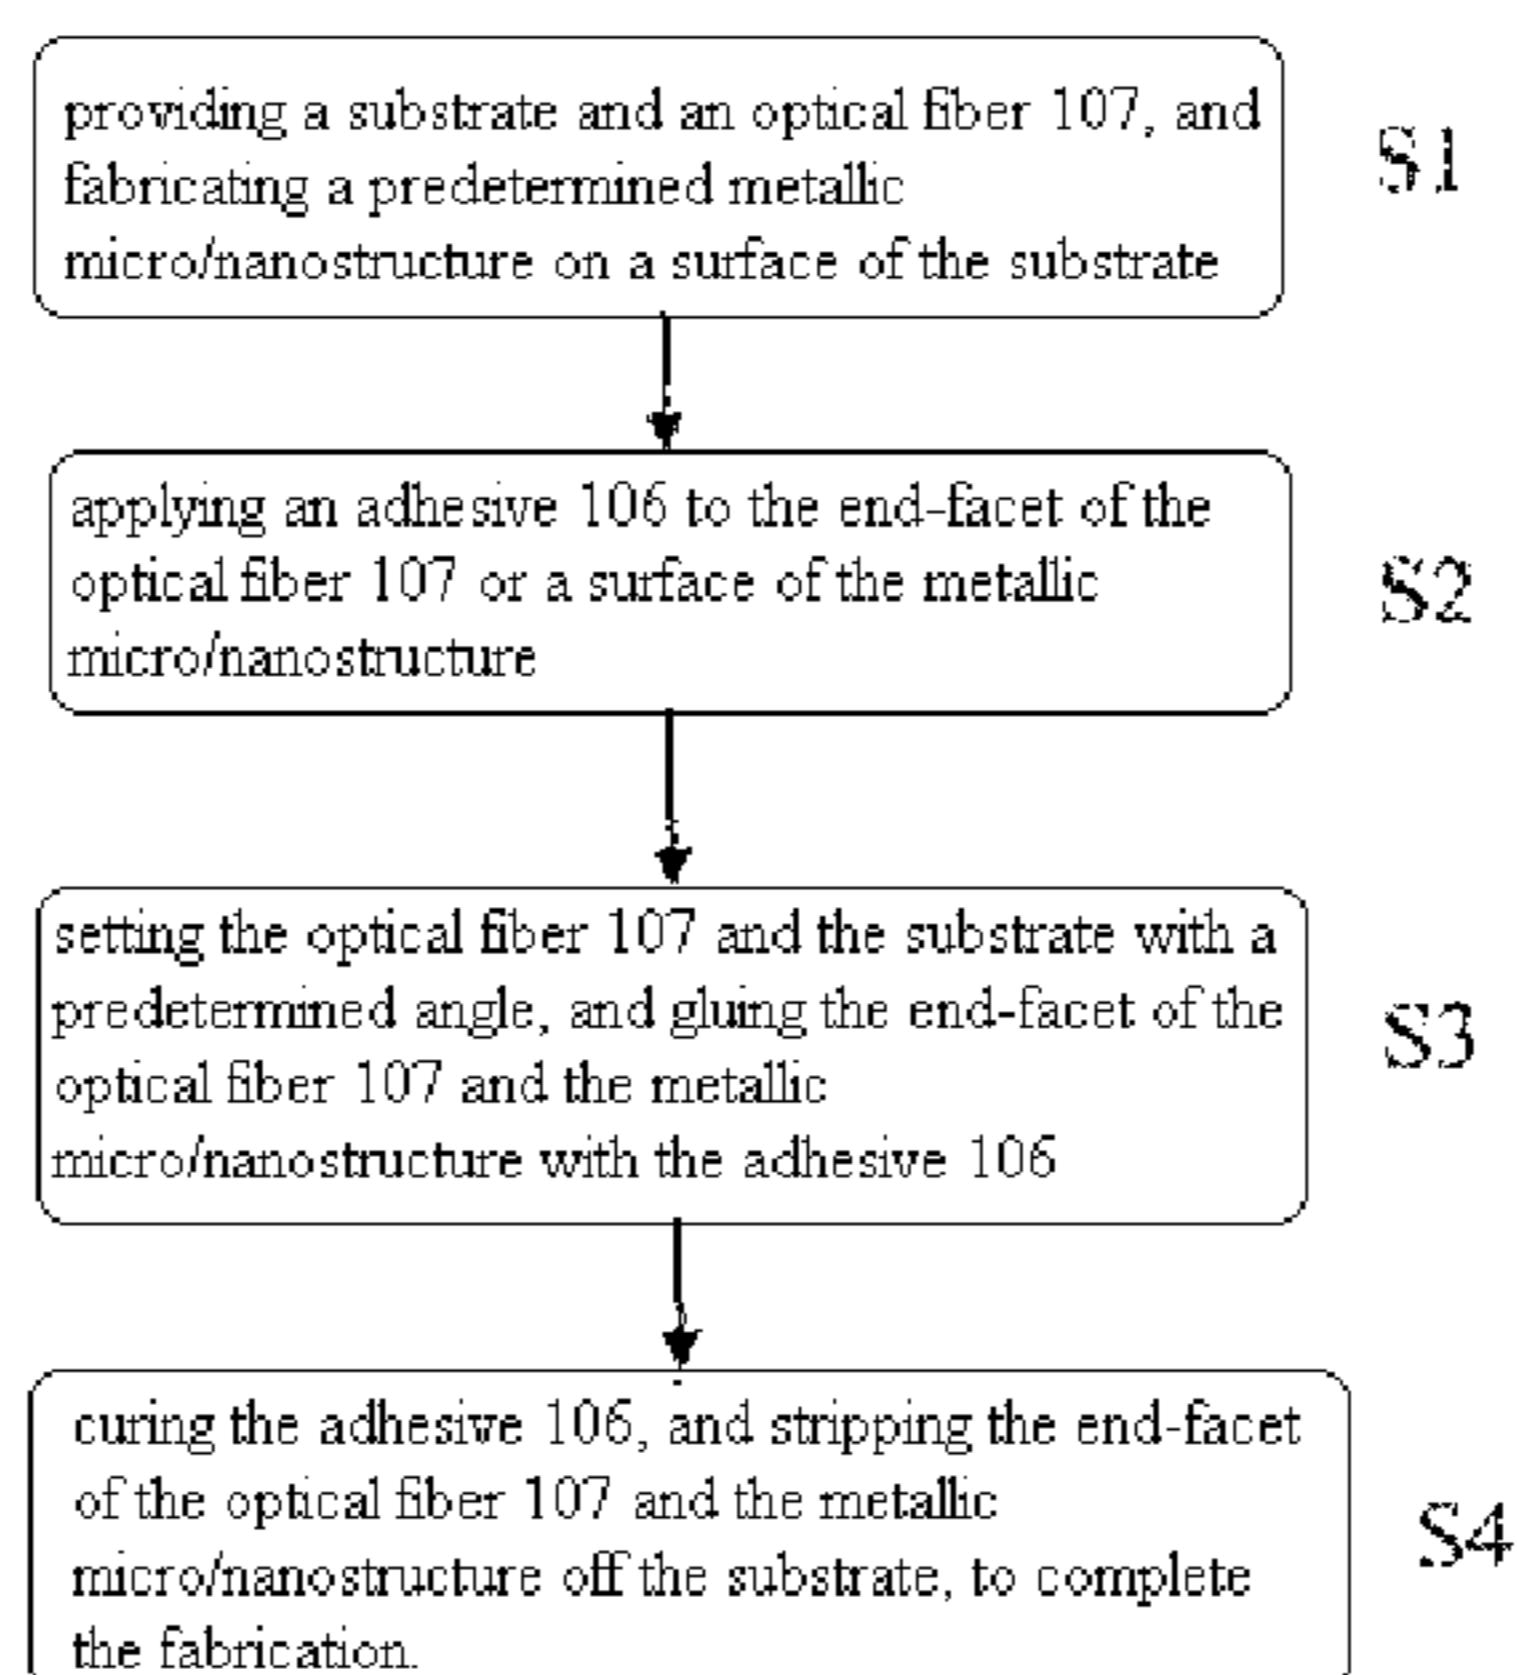 providing a substrate and an optical fiber 107, and
fabricating a predetermined metallic
micro/nanostructure on a surface of the substrate
S1
applying an adhesive 106 to the end-facet of the
optical fiber 107 or a surface of the metallic
micro/nanostructure
S2
setting the optical fiber 107 and the substrate with a
predetermined angle, and gluing the end-facet of the
optical fiber 107 and the metallic
micro/nanostructure with the adhesive 106
S3
curing the adhesive 106, and stripping the end-facet
of the optical fiber 107 and the metallic
micro/nanostructure off the substrate, to complete
the fabrication.
S4